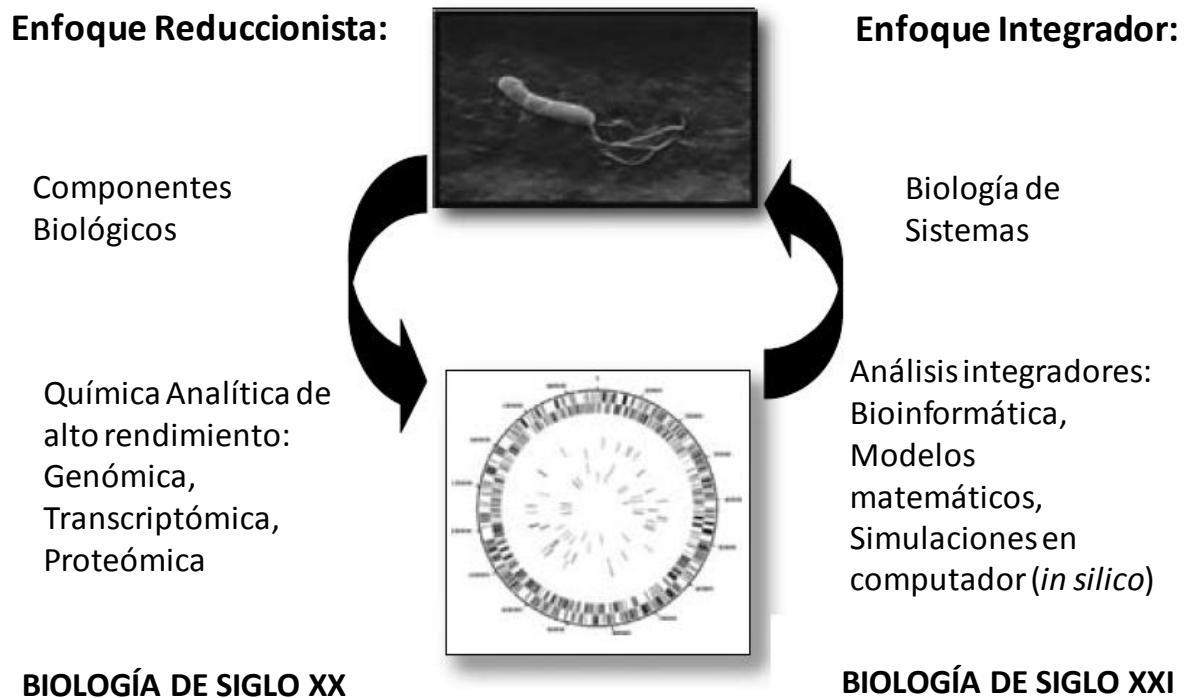 Enfoque Reduccionista:
Componentes
Biológicos
Química Analítica de
alto rendimiento:
Genómica,
Transcriptómica,
Proteómica
BIOLOGÍA DE SIGLO XX
Enfoque Integrador:
Biología de
Sistemas
Análisis integradores:
Bioinformática,
Modelos
matemáticos,
Simulaciones en
computador (in silico)
BIOLOGÍA DE SIGLO XXI